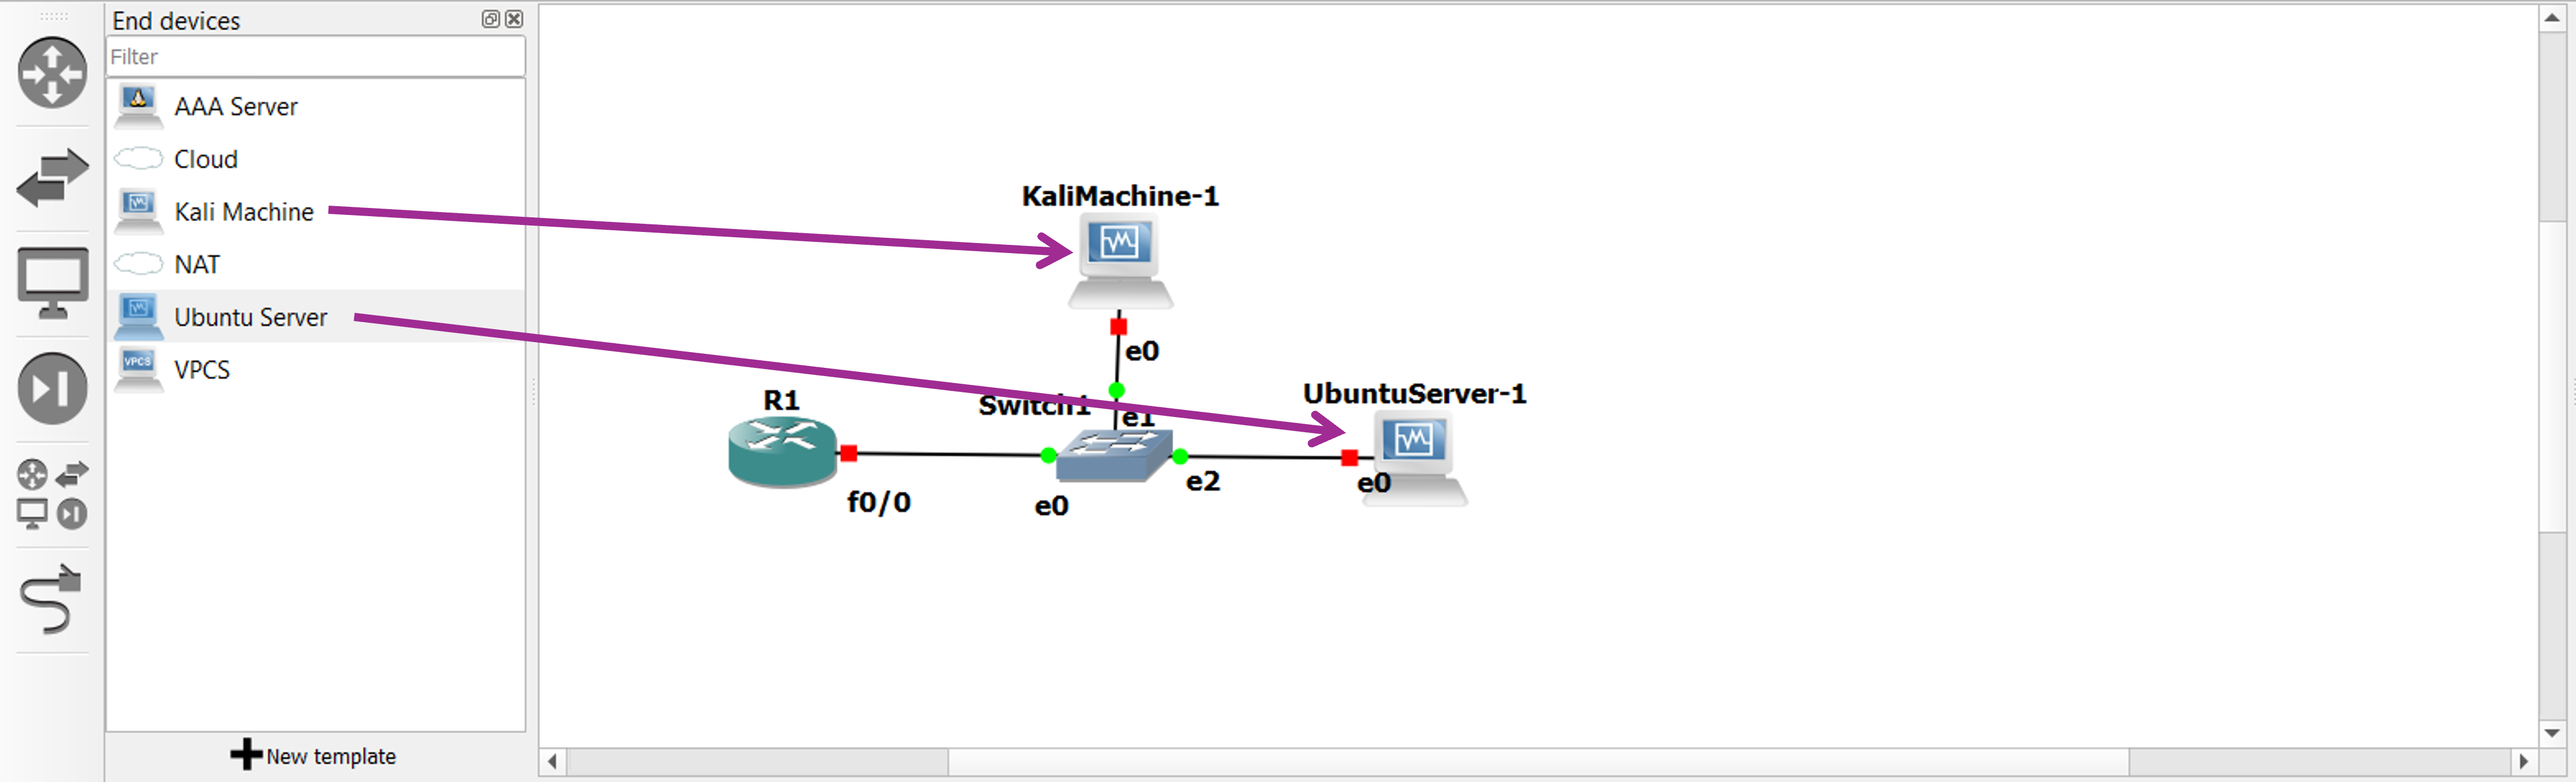 End devices
Filter
AAA Server
Cloud
Kali Machine
NAT
Ubuntu Server
VPCS
VPCS
New template
KaliMachine-1
e0
R1
Switch1
e1
UbuntuServer-1
f0/0
e0
e2
e0